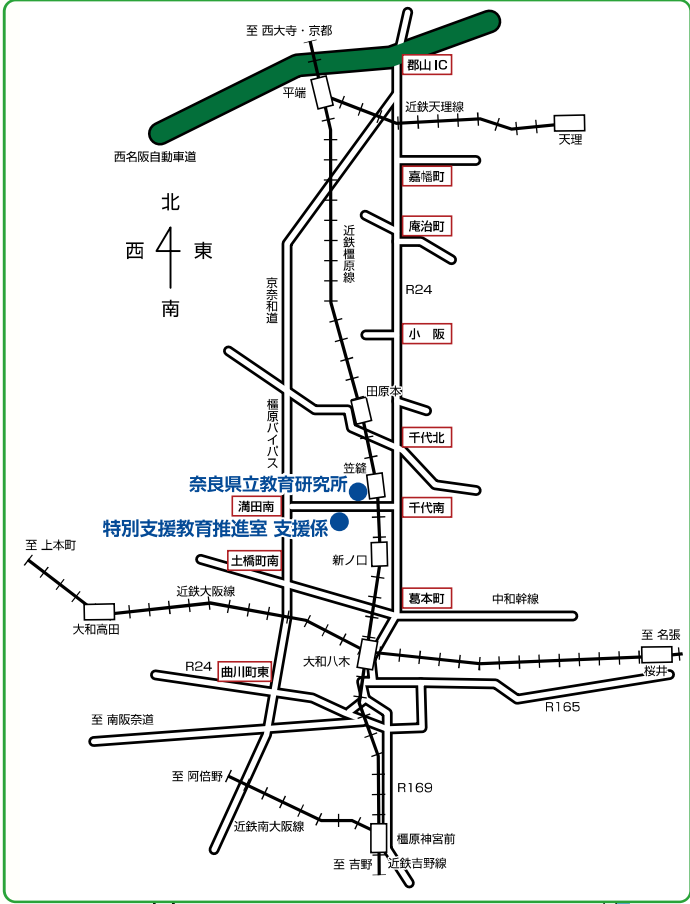 至 西大寺・京都
郡山IC
平端
近鉄天理線
天理
西名阪自動車道
嘉幡町
北
西 東
南
庵治町
近鉄橿原線
京奈和道
R24
小 阪
田原本
橿原バイパス
千代北
笠縫
奈良県立教育研究所
溝田南
千代南
特別支援教育推進室 支援係
至 上本町
新ノ口
土橋町南
近鉄大阪線
葛本町
中和幹線
大和高田
至 名張
大和八木
R24
曲川町東
桜井
R165
至 南阪奈道
至 阿倍野
R169
近鉄南大阪線
橿原神宮前
至 吉野
近鉄吉野線